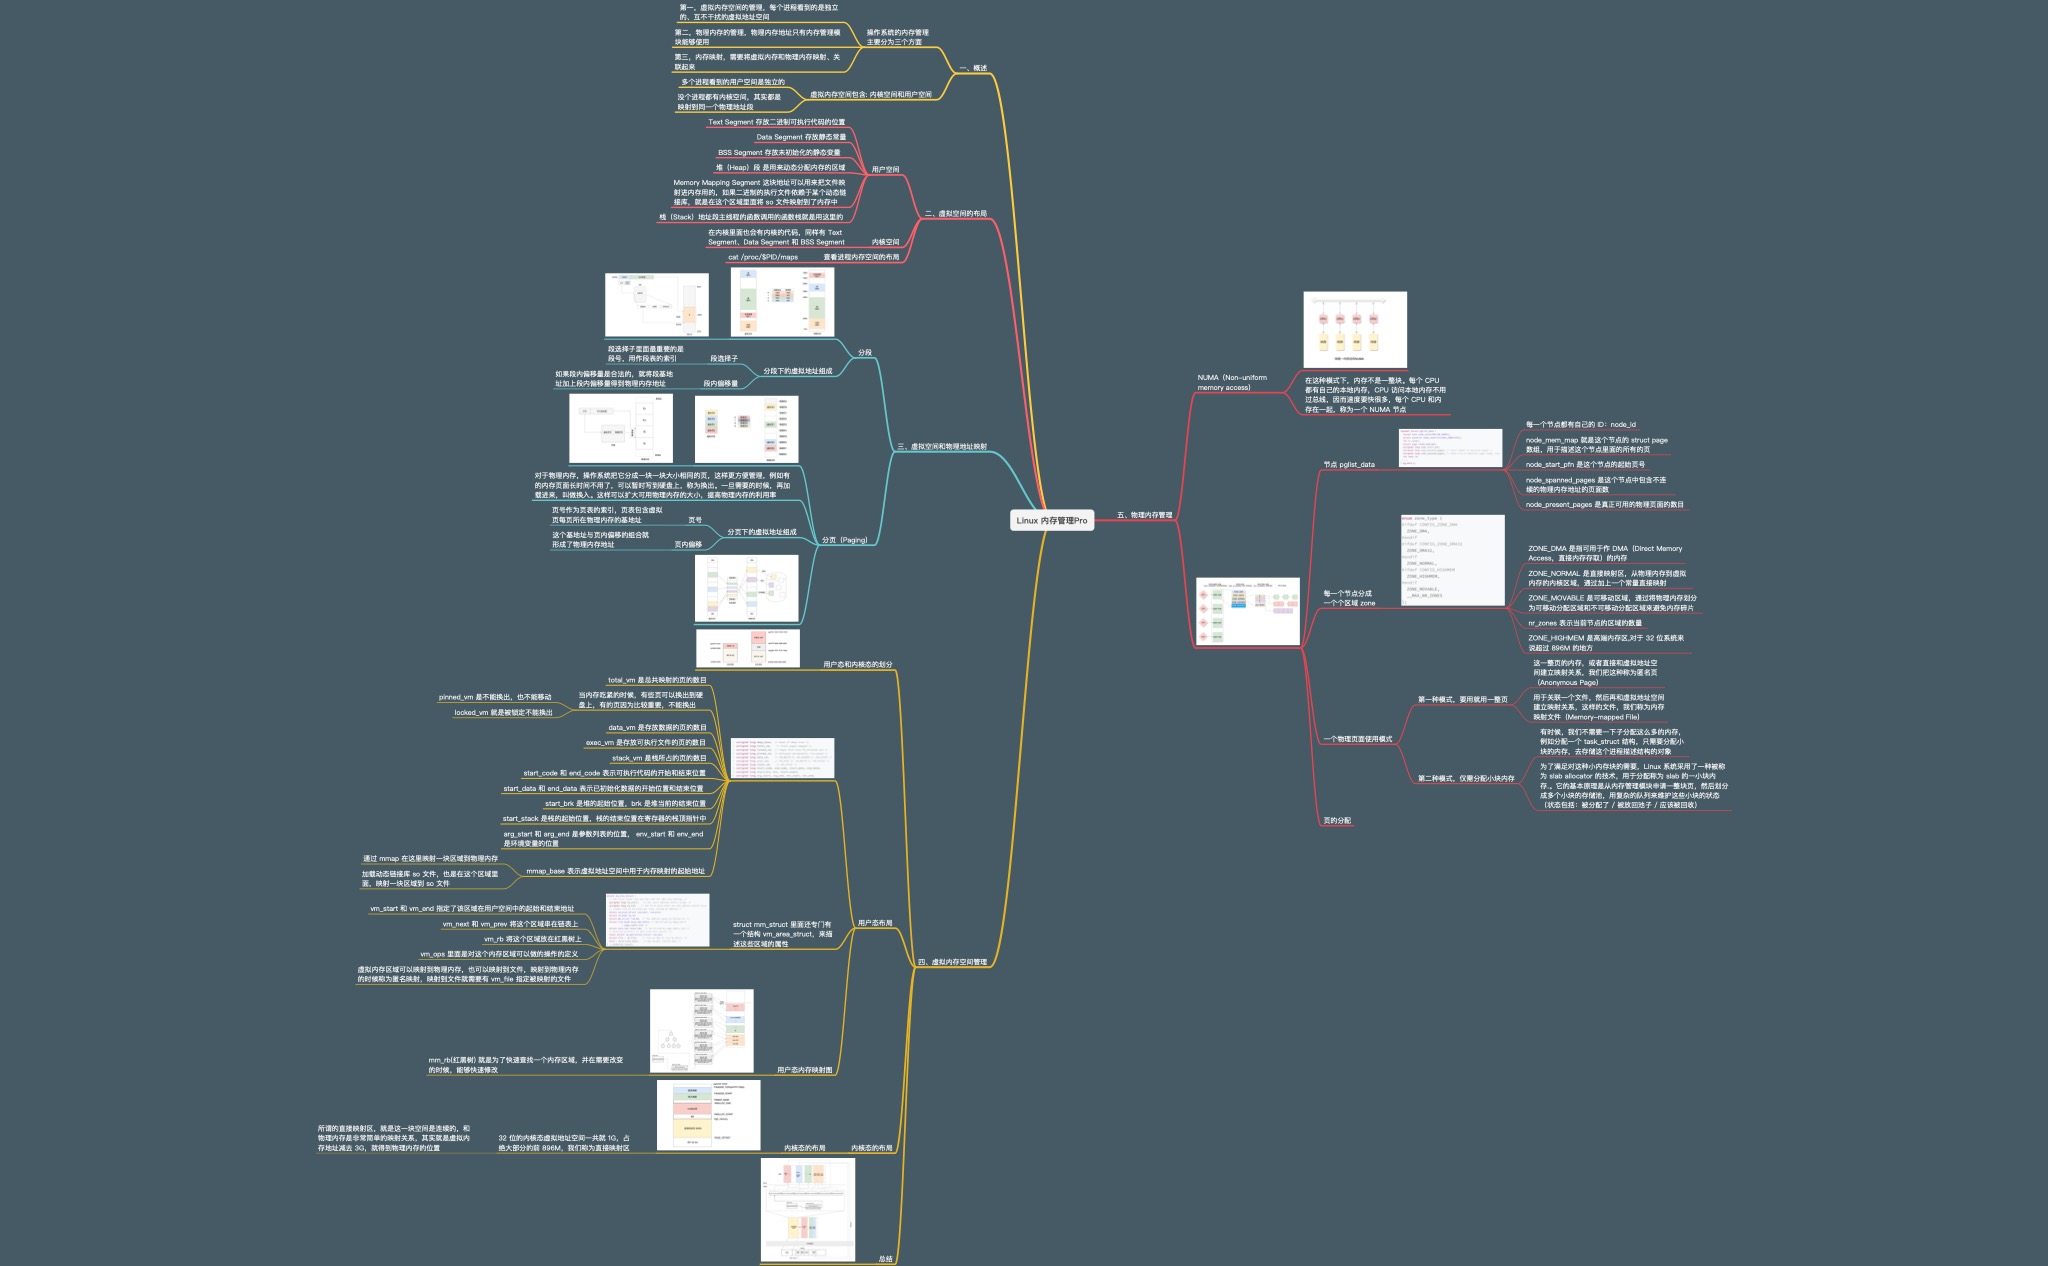 Linux 内存管理Pro
一、概述
操作系统的内存管理
主要分为三个方面
第一，虚拟内存空间的管理，每个进程看到的是独立
的、互不干扰的虚拟地址空间
第二，物理内存的管理，物理内存地址只有内存管理模
块能够使用
第三，内存映射，需要将虚拟内存和物理内存映射、关
联起来
虚拟内存空间包含: 内核空间和用户空间
多个进程看到的用户空间是独立的
没个进程都有内核空间，其实都是
映射到同一个物理地址段
二、虚拟空间的布局
用户空间
Text Segment 存放二进制可执行代码的位置
Data Segment 存放静态常量
BSS Segment 存放未初始化的静态变量
堆（Heap）段 是用来动态分配内存的区域
Memory Mapping Segment 这块地址可以用来把文件映
射进内存用的，如果二进制的执行文件依赖于某个动态链
接库，就是在这个区域里面将 so 文件映射到了内存中
栈（Stack）地址段主线程的函数调用的函数栈就是用这里的
内核空间
在内核里面也会有内核的代码，同样有 Text
Segment、Data Segment 和 BSS Segment
查看进程内存空间的布局
cat /proc/$PID/maps
三、虚拟空间和物理地址映射
分段
分段下的虚拟地址组成
段选择子
段选择子里面最重要的是
段号，用作段表的索引
段内偏移量
如果段内偏移量是合法的，就将段基地
址加上段内偏移量得到物理内存地址
分页（Paging）
对于物理内存，操作系统把它分成一块一块大小相同的页，这样更方便管理，例如有
的内存页面长时间不用了，可以暂时写到硬盘上，称为换出。一旦需要的时候，再加
载进来，叫做换入。这样可以扩大可用物理内存的大小，提高物理内存的利用率
分页下的虚拟地址组成
页号
页号作为页表的索引，页表包含虚拟
页每页所在物理内存的基地址
页内偏移
这个基地址与页内偏移的组合就
形成了物理内存地址
四、虚拟内存空间管理
用户态和内核态的划分
用户态布局
total_vm 是总共映射的页的数目
当内存吃紧的时候，有些页可以换出到硬
盘上，有的页因为比较重要，不能换出
pinned_vm 是不能换出，也不能移动
locked_vm 就是被锁定不能换出
data_vm 是存放数据的页的数目
exec_vm 是存放可执行文件的页的数目
stack_vm 是栈所占的页的数目
start_code 和 end_code 表示可执行代码的开始和结束位置
start_data 和 end_data 表示已初始化数据的开始位置和结束位置
start_brk 是堆的起始位置，brk 是堆当前的结束位置
start_stack 是栈的起始位置，栈的结束位置在寄存器的栈顶指针中
arg_start 和 arg_end 是参数列表的位置， env_start 和 env_end
是环境变量的位置
mmap_base 表示虚拟地址空间中用于内存映射的起始地址
通过 mmap 在这里映射一块区域到物理内存
加载动态链接库 so 文件，也是在这个区域里
面，映射一块区域到 so 文件
struct mm_struct 里面还专门有
一个结构 vm_area_struct，来描
述这些区域的属性
vm_start 和 vm_end 指定了该区域在用户空间中的起始和结束地址
vm_next 和 vm_prev 将这个区域串在链表上
vm_rb 将这个区域放在红黑树上
vm_ops 里面是对这个内存区域可以做的操作的定义
虚拟内存区域可以映射到物理内存，也可以映射到文件，映射到物理内存
的时候称为匿名映射，映射到文件就需要有 vm_file 指定被映射的文件
用户态内存映射图
mm_rb(红黑树) 就是为了快速查找一个内存区域，并在需要改变
的时候，能够快速修改
内核态的布局
内核态的布局
32 位的内核态虚拟地址空间一共就 1G，占
绝大部分的前 896M，我们称为直接映射区
所谓的直接映射区，就是这一块空间是连续的，和
物理内存是非常简单的映射关系，其实就是虚拟内
存地址减去 3G，就得到物理内存的位置
总结
五、物理内存管理
NUMA（Non-uniform
memory access）
在这种模式下，内存不是一整块。每个 CPU
都有自己的本地内存，CPU 访问本地内存不用
过总线，因而速度要快很多，每个 CPU 和内
存在一起，称为一个 NUMA 节点
节点 pglist_data
每一个节点都有自己的 ID：node_id
node_mem_map 就是这个节点的 struct page
数组，用于描述这个节点里面的所有的页
node_start_pfn 是这个节点的起始页号
node_spanned_pages 是这个节点中包含不连
续的物理内存地址的页面数
node_present_pages 是真正可用的物理页面的数目
每一个节点分成
一个个区域 zone
enum zone_type {
#ifdef CONFIG_ZONE_DMA
ZONE_DMA,
#endif
#ifdef CONFIG_ZONE_DMA32
ZONE_DMA32,
#endif
ZONE_NORMAL,
#ifdef CONFIG_HIGHMEM
ZONE_HIGHMEM,
#endif
ZONE_MOVABLE,
__MAX_NR_ZONES
ZONE_DMA 是指可用于作 DMA（Direct Memory
Access，直接内存存取）的内存
ZONE_NORMAL 是直接映射区，从物理内存到虚拟
内存的内核区域，通过加上一个常量直接映射
ZONE_MOVABLE 是可移动区域，通过将物理内存划分
为可移动分配区域和不可移动分配区域来避免内存碎片
nr_zones 表示当前节点的区域的数量
ZONE_HIGHMEM 是高端内存区,对于 32 位系统来
说超过 896M 的地方
一个物理页面使用模式
第一种模式，要用就用一整页
这一整页的内存，或者直接和虚拟地址空
间建立映射关系，我们把这种称为匿名页
（Anonymous Page）
用于关联一个文件，然后再和虚拟地址空间
建立映射关系，这样的文件，我们称为内存
映射文件（Memory-mapped File）
第二种模式，仅需分配小块内存
有时候，我们不需要一下子分配这么多的内存，
例如分配一个 task_struct 结构，只需要分配小
块的内存，去存储这个进程描述结构的对象
为了满足对这种小内存块的需要，Linux 系统采用了一种被称
为 slab allocator 的技术，用于分配称为 slab 的一小块内
存.。它的基本原理是从内存管理模块申请一整块页，然后划分
成多个小块的存储池，用复杂的队列来维护这些小块的状态
（状态包括：被分配了 / 被放回池子 / 应该被回收）
页的分配